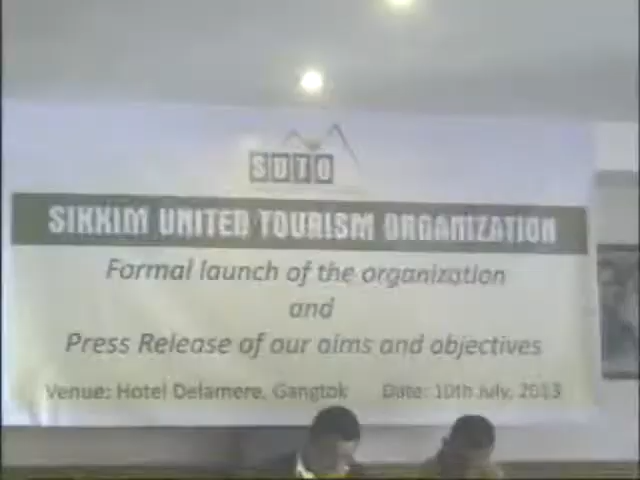 SUTO
SIKKIM UNITED TOURISM ORGANIZATION
Formal launch of the organization
and
Press Release of our aims and objectives
Venue: Hotel Delamere, Gangtok Date: 10th July, 2013